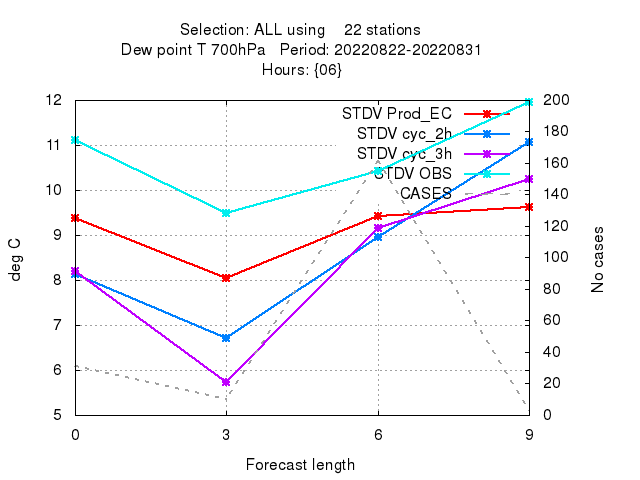 Selection: ALL using 22 stations
Dew point T 700hPa Period: 20220822-20220831
Hours: {06}
STDV Prod_EC
STDV cyc_2h
STDV cyc_3h
STDV OBS
CASES
12
11
10
9
8
7
6
5
deg C
200
180
160
140
120
100
80
60
40
20
0
No cases
0 3 6 9
Forecast length